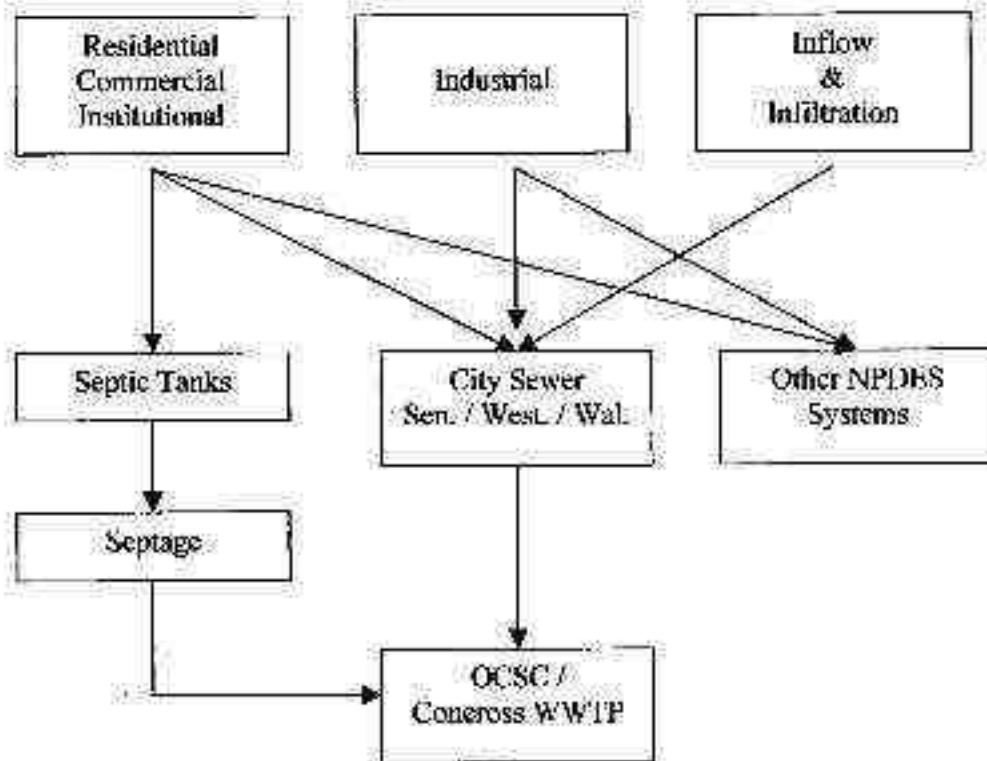 Residential
Commercial
Institutional
Industrial
Inflow
&
Infiltration
Septic Tanks
City Sewer
Sen. / West. / Wal.
Other NPDES
Systems
Septage
OCSC /
Coneross WWTP